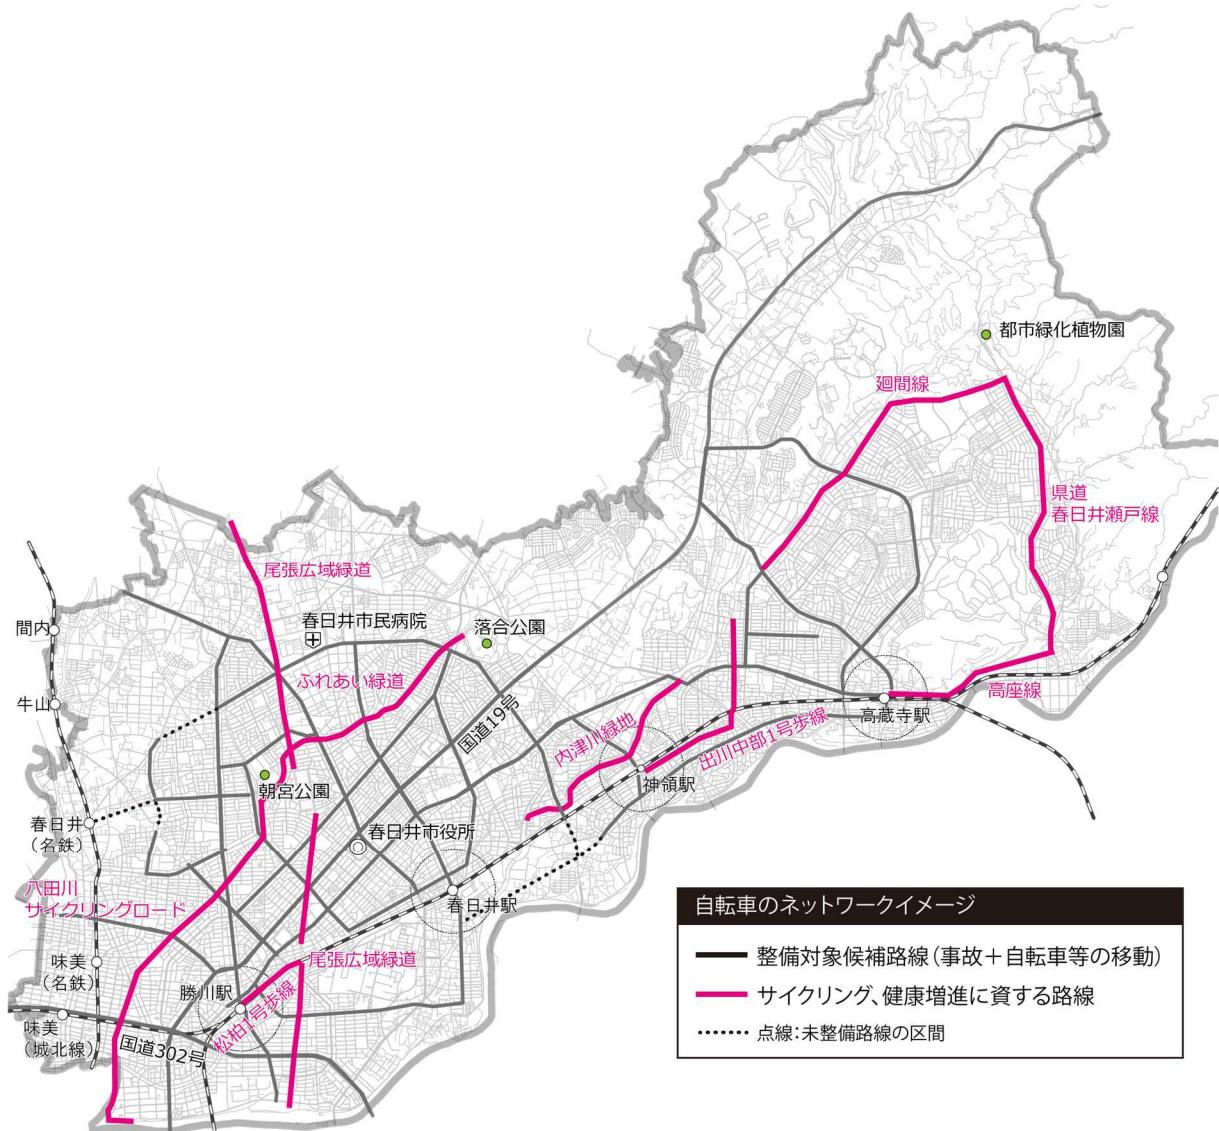 都市緑化植物園
廻間線
県道
春日井瀬戸線
尾張広域緑道
春日井市民病院
落合公園
間内
ふれあい緑道
牛山
国道19号
高座線
高蔵寺駅
内津川緑地
出川中部1号歩線
神領駅
朝宮公園
春日井
(名鉄)
春日井市役所
八田川
サイクリングロード
春日井駅
味美
(名鉄)
尾張広域緑道
勝川駅
松柏1号歩線
味美
(城北線)
国道302号
自転車のネットワークイメージ
整備対象候補路線(事故+自転車等の移動)
サイクリング、健康増進に資する路線
点線:未整備路線の区間